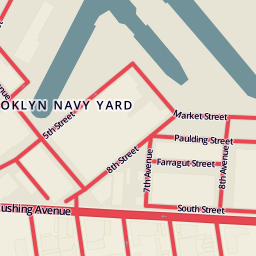 OKLYN NAVY YARD
5th Street
Market Street
Paulding Street
8th Street
7th Avenue
Farragut Street
8th Avenue
South Street
ushing Avenue